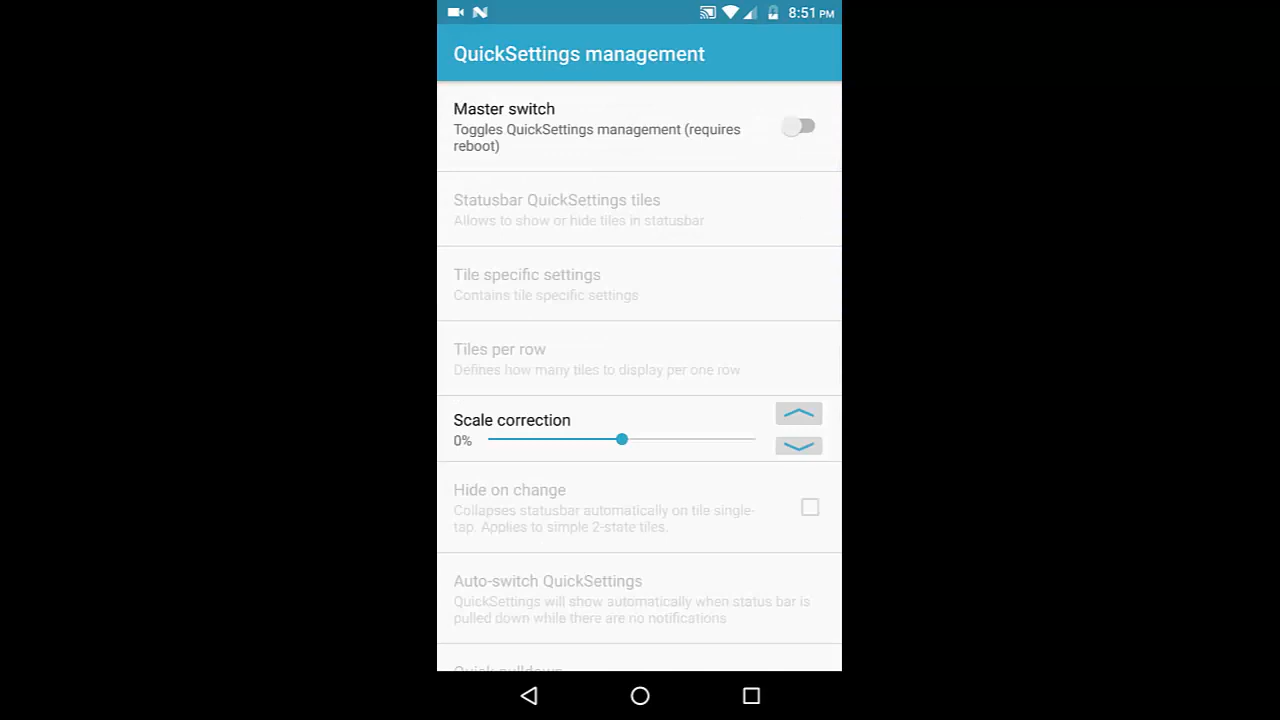 8:51 PM
QuickSettings management
Master switch
Toggles QuickSettings management (requires
reboot)
Statusbar QuickSettings tiles
Allows to show or hide tiles in statusbar
Tile specific settings
Contains tile specific settings
Tiles per row
Defines how many tiles to display per one row
Scale correction
0%
Hide on change
Collapses statusbar automatically on tile single-
tap. Applies to simple 2-state tiles.
Auto-switch QuickSettings
QuickSettings will show automatically when status bar is
pulled down while there are no notifications
Quick pulldown